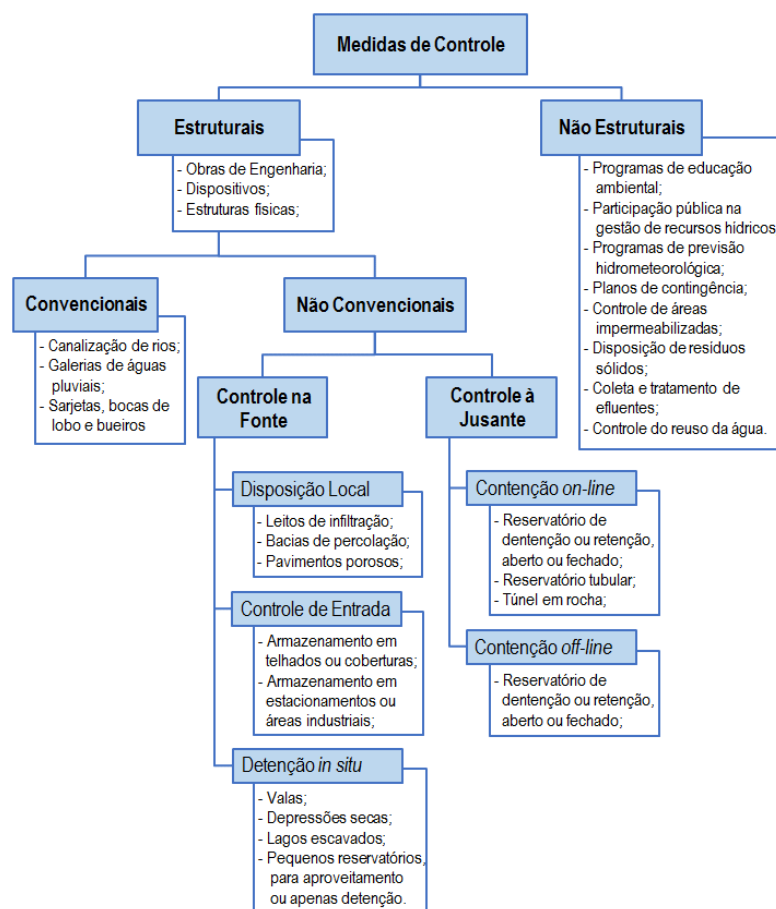 Medidas de Controle
Estruturais
- Obras de Engenharia;
- Dispositivos;
- Estruturas físicas;
Não Estruturais
- Programas de educação
ambiental;
- Participação pública na
gestão de recursos hídricos
- Programas de previsão
hidrometeorológica;
- Planos de contingência;
- Controle de áreas
impermeabilizadas;
- Disposição de resíduos
sólidos;
- Coleta e tratamento de
efluentes;
- Controle do reuso da água.
Convencionais
- Canalização de rios;
- Galerias de águas
pluviais;
- Sarjetas, bocas de
lobo e bueiros
Não Convencionais
Controle na
Fonte
Disposição Local
- Leitos de infiltração;
- Bacias de percolação;
- Pavimentos porosos;
Controle de Entrada
- Armazenamento em
telhados ou coberturas;
- Armazenamento em
estacionamentos ou
áreas industriais;
Detenção in situ
- Valas;
- Depressões secas;
- Lagos escavados;
- Pequenos reservatórios,
para aproveitamento
ou apenas detenção.
Controle à
Jusante
Contenção on-line
- Reservatório de
dentenção ou retenção,
aberto ou fechado;
- Reservatório tubular;
- Túnel em rocha;
Contenção off-line
- Reservatório de
dentenção ou retenção,
aberto ou fechado;